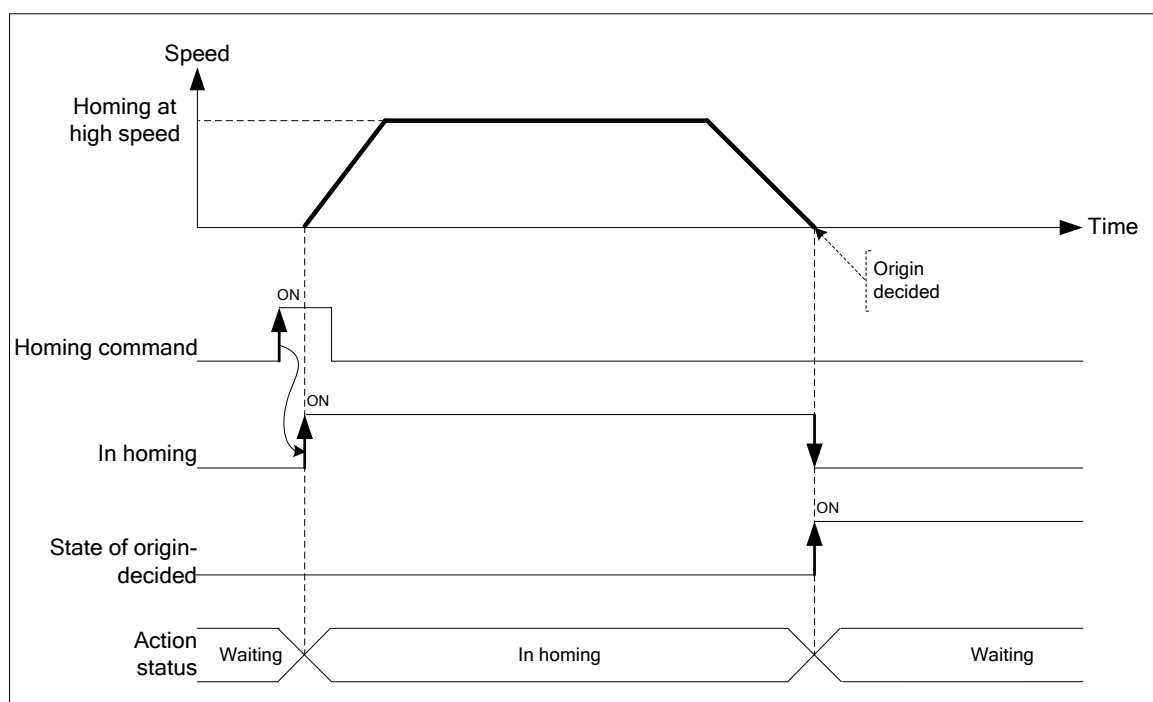 Speed
Homing at
high speed
Time
Origin
decided
ON
Homing command
ON
In homing
ON
State of origin-
decided
Action
status
Waiting
In homing
Waiting